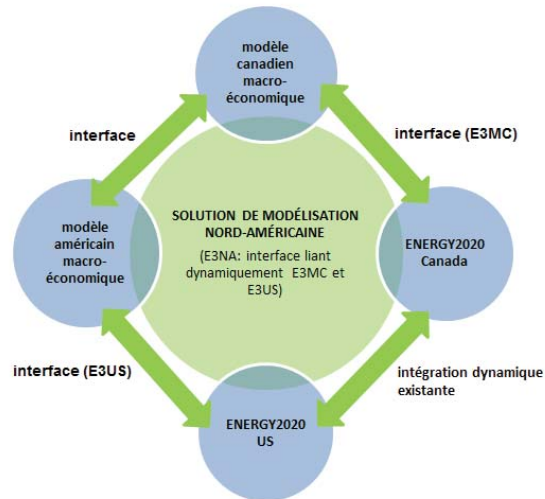 modèle
canadien
macro-
économique
interface
interface (E3MC)
SOLUTION DE MODÉLISATION
NORD-AMÉRICAINE
(E3NA: interface liant
dynamiquement E3MC et
E3US)
modèle
américain
macro-
économique
ENERGY2020
Canada
interface (E3US)
intégration dynamique
existante
ENERGY2020
US